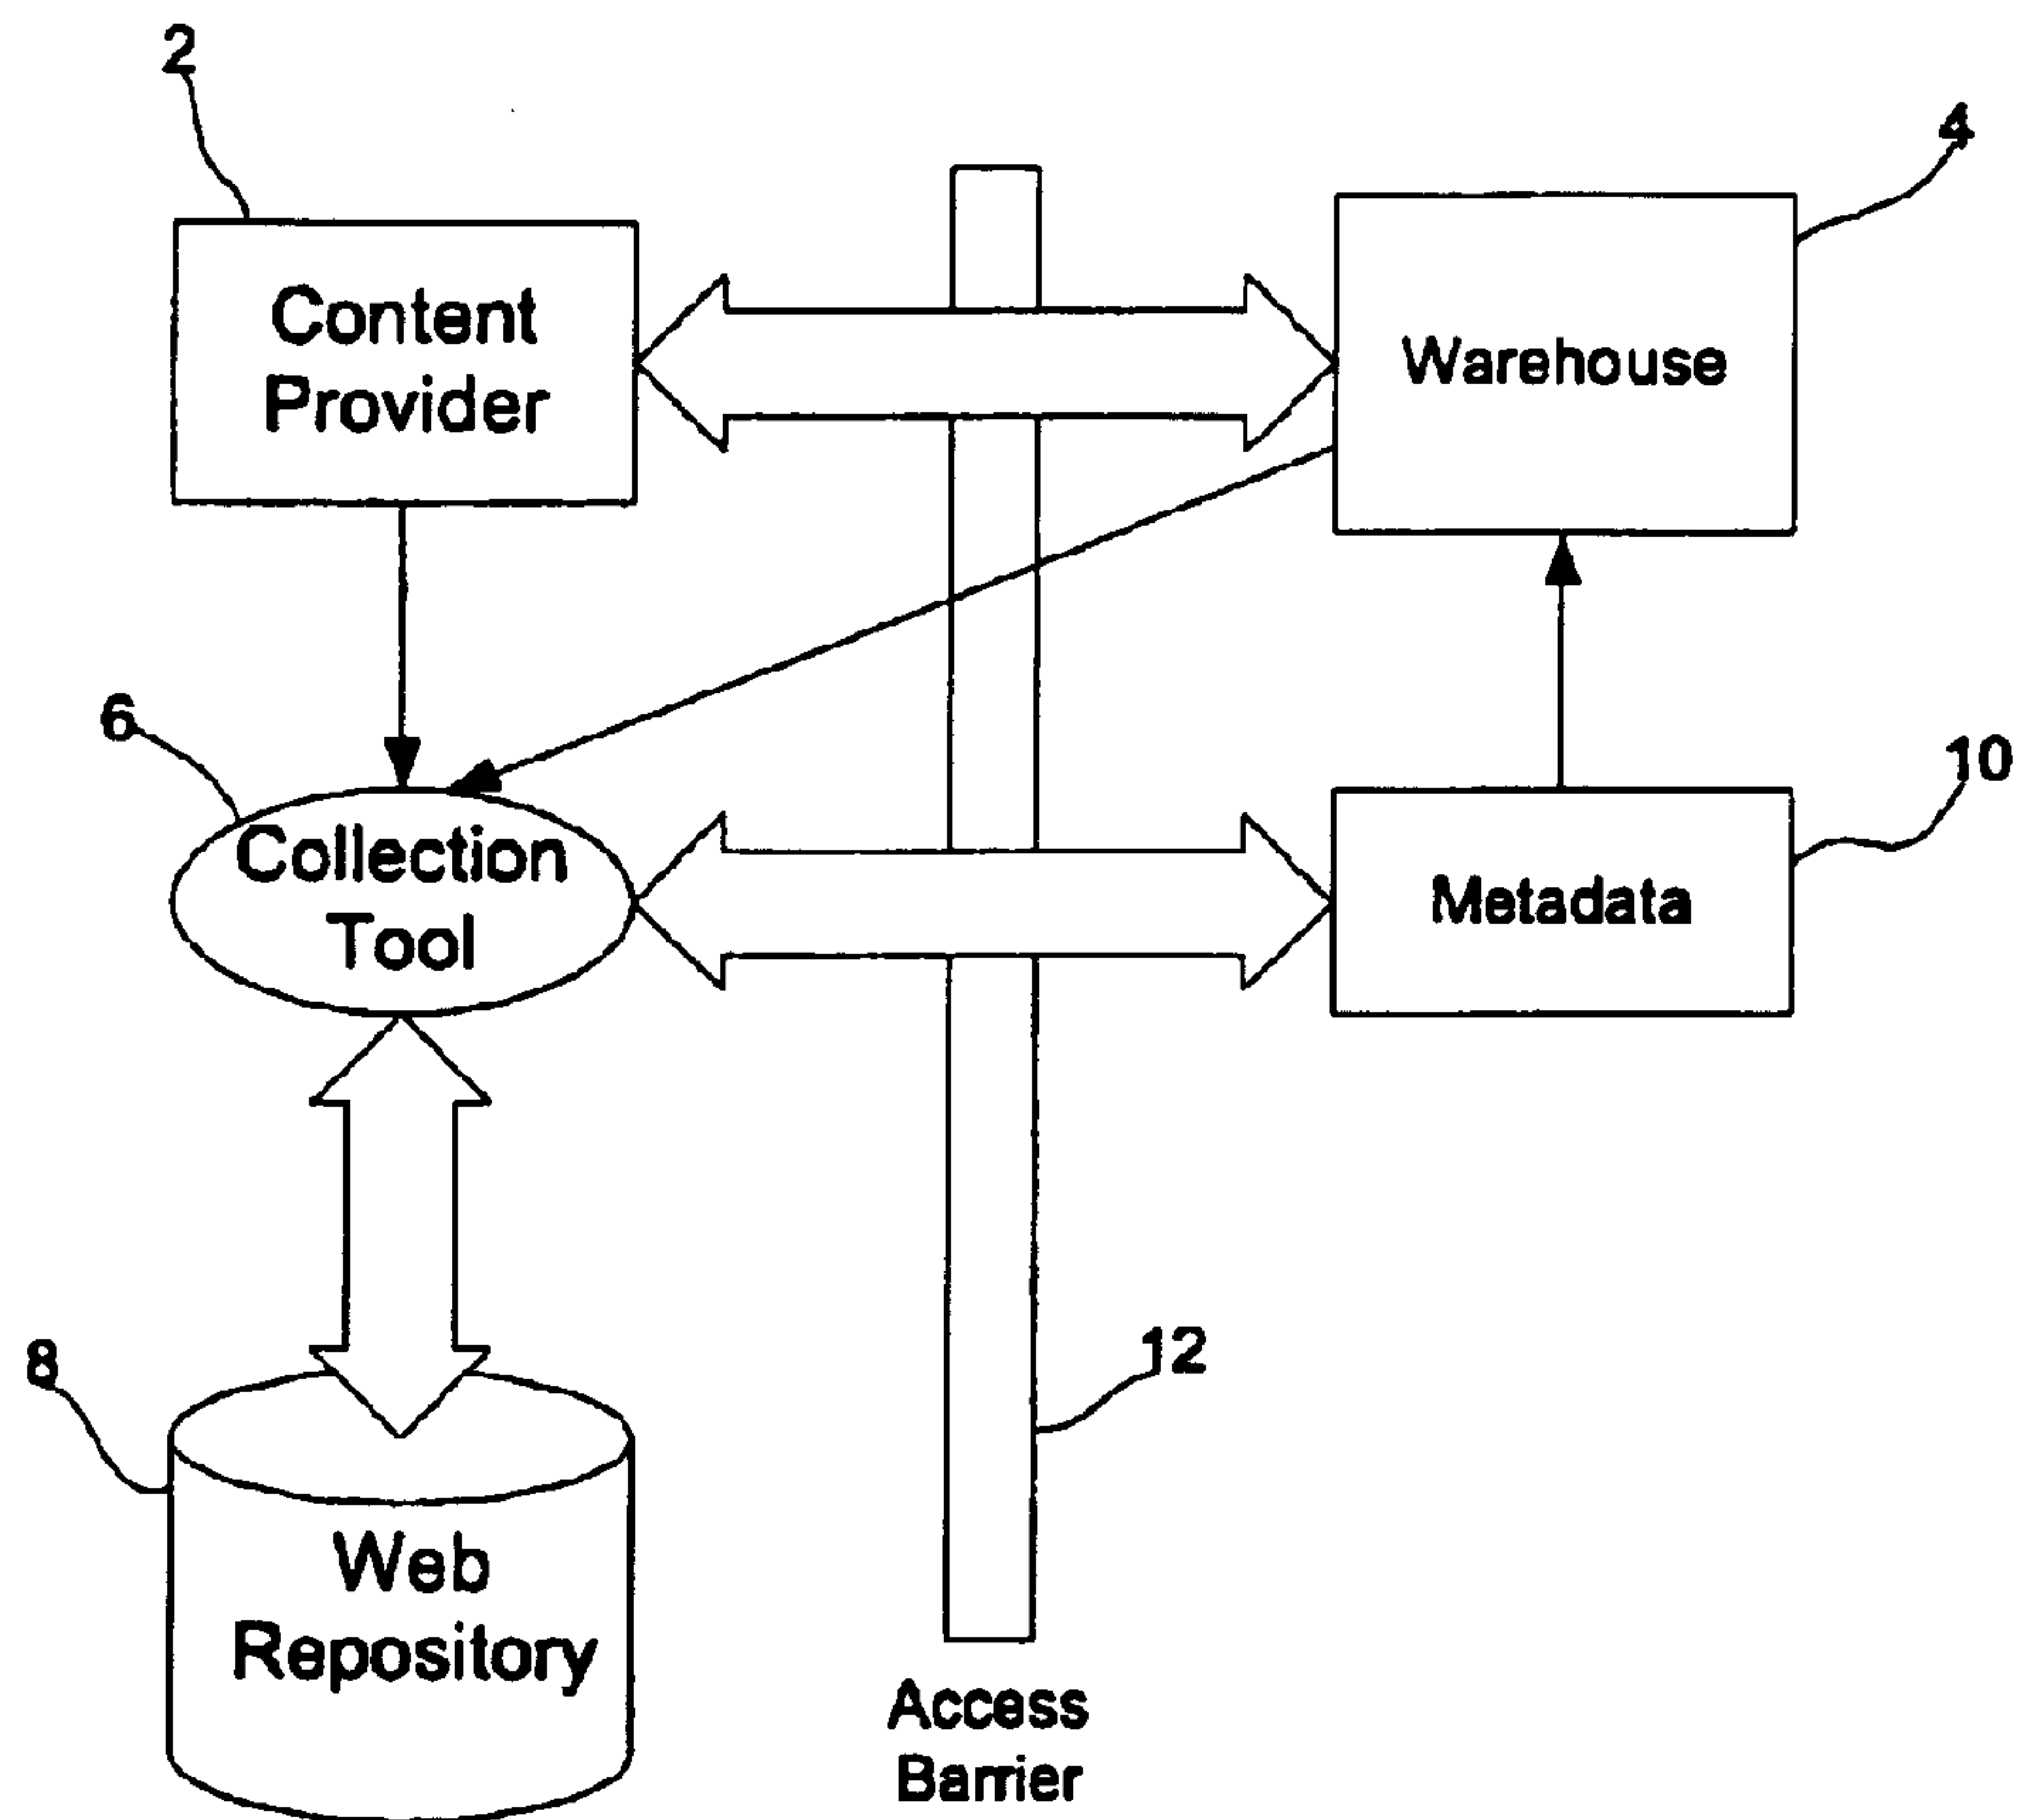 2
4
Content
Provider
Warehouse
6
10
Collection
Tool
Metadata
8
12
Web
Repository
Access
Barrier